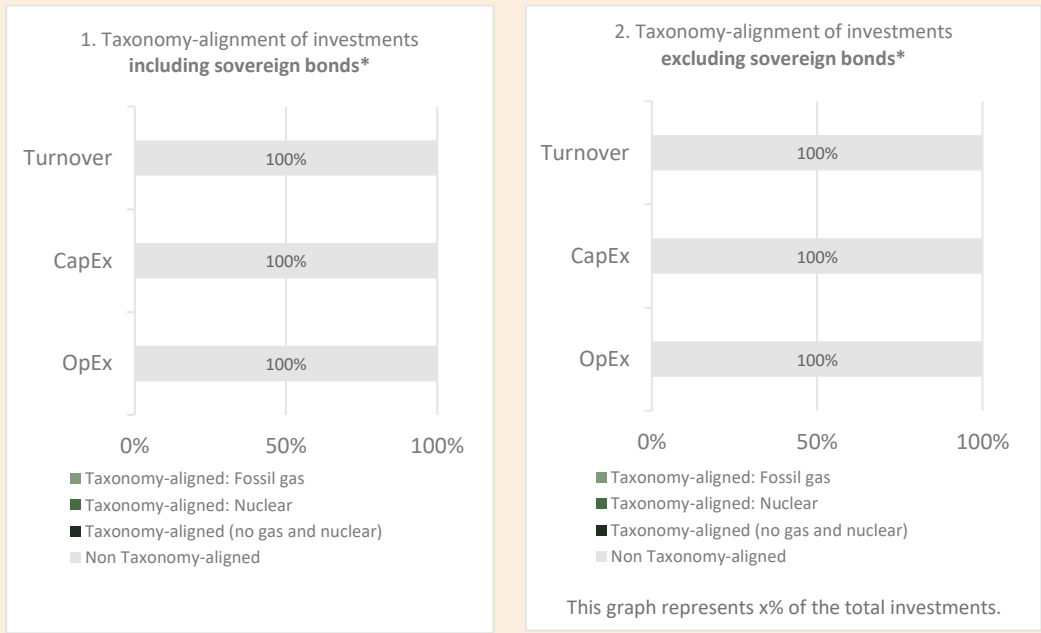 1. Taxonomy-alignment of investments
including sovereign bonds*
Turnover
100%
CapEx
100%
OpEx
100%
0% 50% 100%
Taxonomy-aligned: Fossil gas
Taxonomy-aligned: Nuclear
Taxonomy-aligned (no gas and nuclear)
Non Taxonomy-aligned
2. Taxonomy-alignment of investments
excluding sovereign bonds*
Turnover
100%
CapEx
100%
OpEx
100%
0% 50% 100%
Taxonomy-aligned: Fossil gas
Taxonomy-aligned: Nuclear
Taxonomy-aligned (no gas and nuclear)
Non Taxonomy-aligned
This graph represents x% of the total investments.